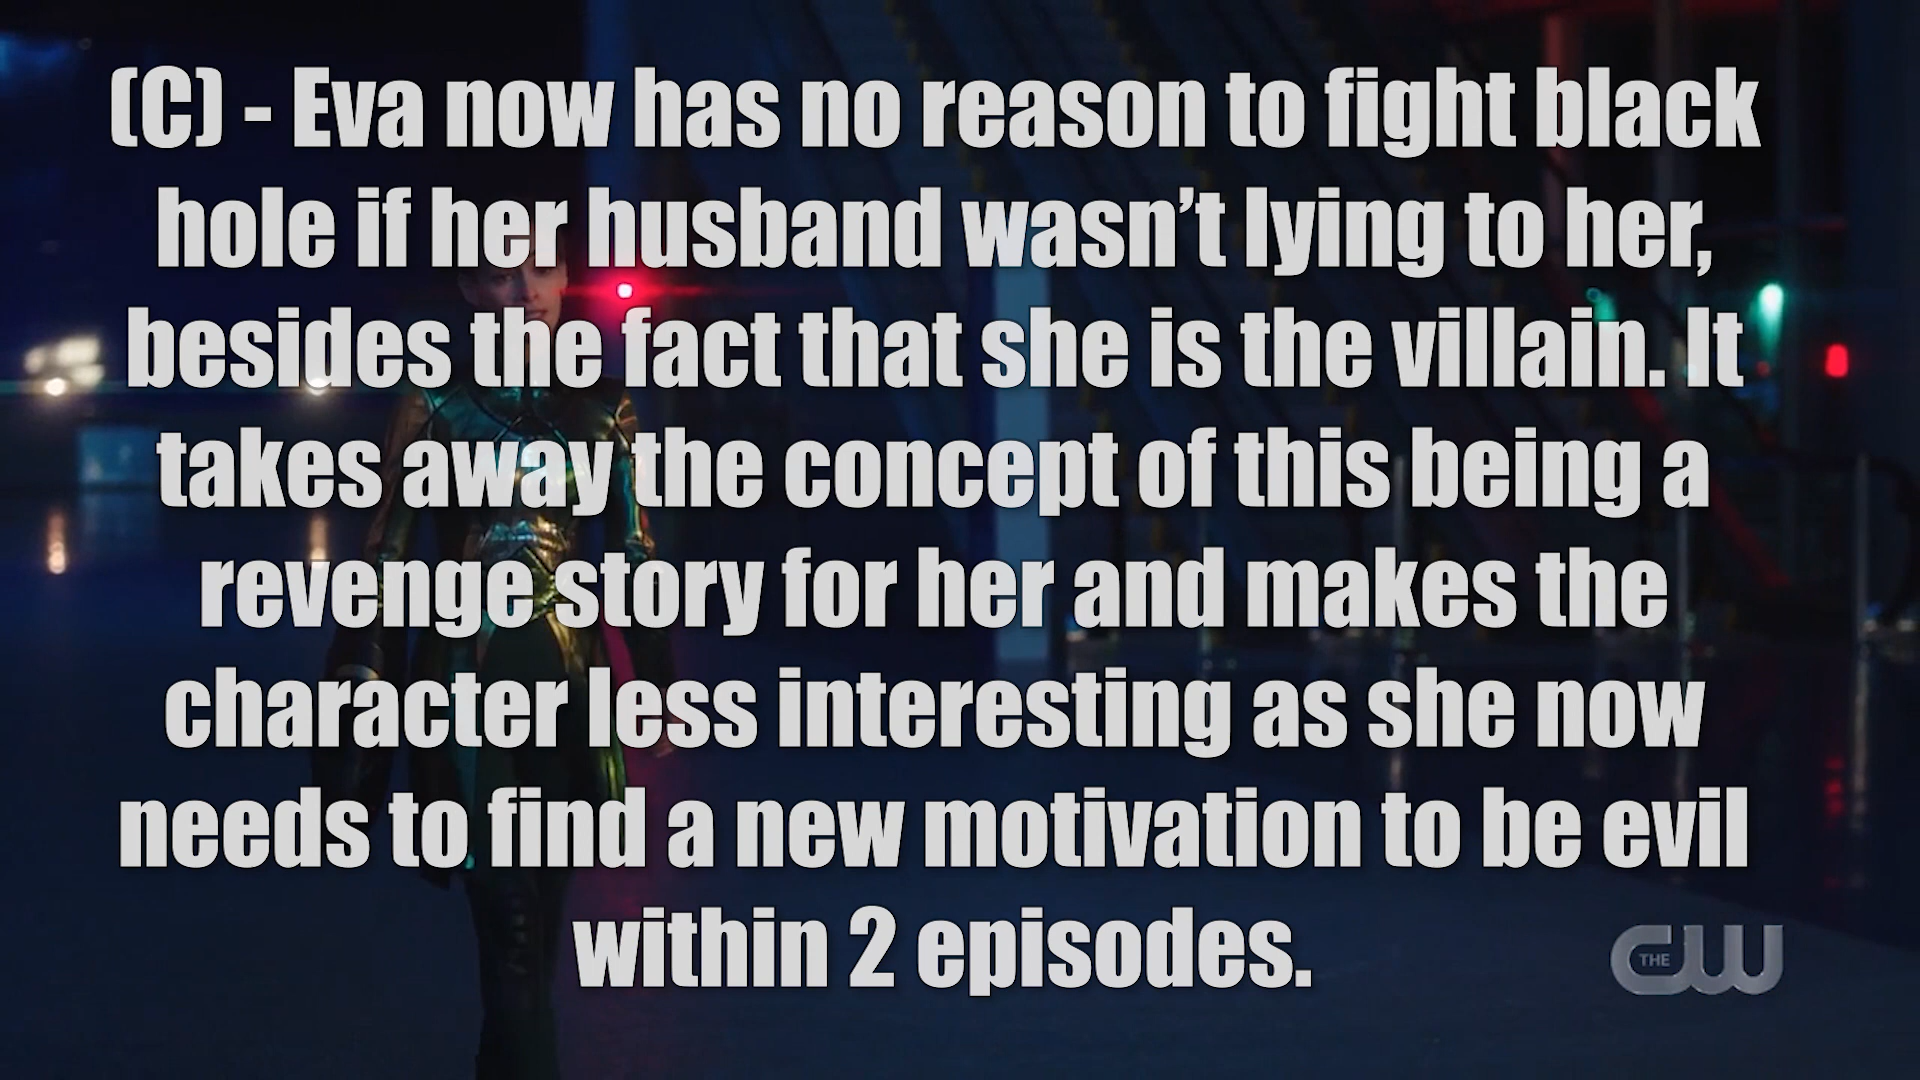 (C) - Eva now has no reason to fight black
hole if her husband wasn’t lying to her,
besides the fact that she is the villain. It
takes away the concept of this being a
revenge story for her and makes the
character less interesting as she now
needs to find a new motivation to be evil
within 2 episodes.
THE CW